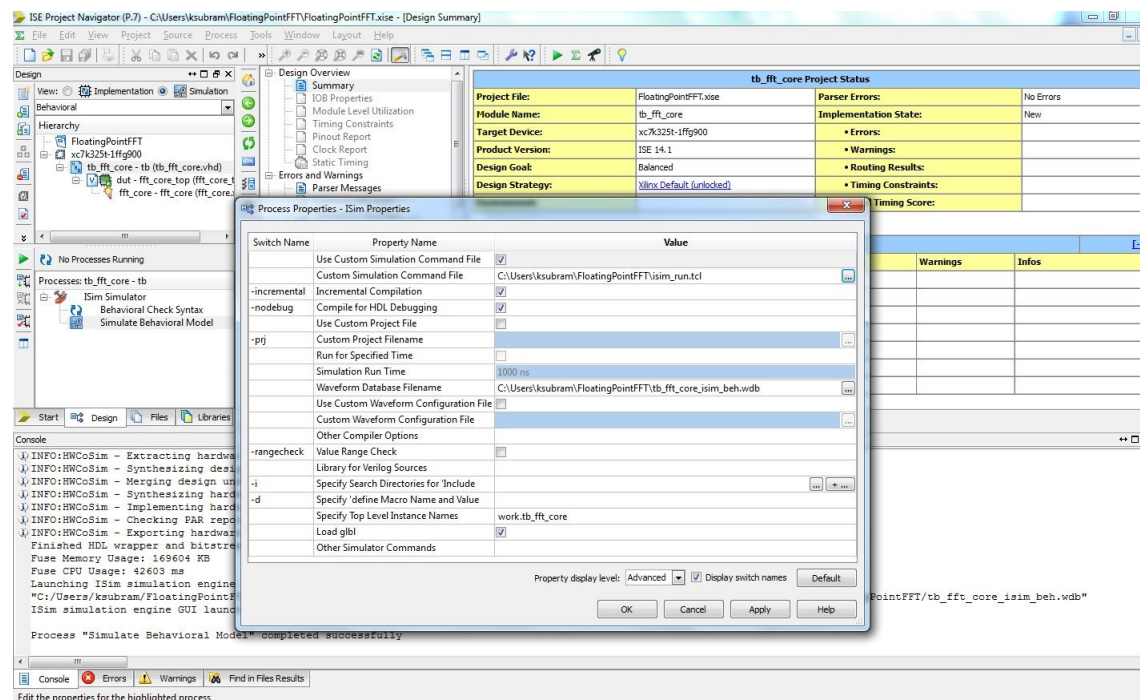 ISE Project Navigator (P.7) - C:\Users\ksubram\FloatingPointFFT\FloatingPointFFT.xise - [Design Summary]
File Edit View Project Source Process Tools Window Layout Help
Design
View: Implementation Simulation
Behavioral
Hierarchy
FloatingPointFFT
xc7k325t-1ffg900
tb_fft_core - tb (tb_fft_core.vhd)
dut - fft_core_top (fft_core_t
fft_core - fft_core (fft_core.
No Processes Running
Processes: tb_fft_core - tb
ISim Simulator
Behavioral Check Syntax
Simulate Behavioral Model
Start Design Files Libraries
Design Overview
Summary
IOB Properties
Module Level Utilization
Timing Constraints
Pinout Report
Clock Report
Static Timing
Errors and Warnings
Parser Messages
tb_fft_core Project Status
Project File: FloatingPointFFT.xise Parser Errors: No Errors
Module Name: tb_fft_core Implementation State: New
Target Device: xc7k325t-1ffg900 • Errors:
Product Version: ISE 14.1 • Warnings:
Design Goal: Balanced • Routing Results:
Design Strategy: Xilinx Default (unlocked) • Timing Constraints:
Timing Score:
Warnings Infos
Process Properties - ISim Properties
Switch Name Property Name Value
Use Custom Simulation Command File
Custom Simulation Command File C:\Users\ksubram\FloatingPointFFT\isim_run.tcl
-incremental Incremental Compilation
-nodebug Compile for HDL Debugging
Use Custom Project File
-prj Custom Project Filename
Run for Specified Time
Simulation Run Time 1000 ns
Waveform Database Filename C:\Users\ksubram\FloatingPointFFT\tb_fft_core_isim_beh.wdb
Use Custom Waveform Configuration File
Custom Waveform Configuration File
Other Compiler Options
-rangecheck Value Range Check
Library for Verilog Sources
-i Specify Search Directories for 'Include
-d Specify 'define Macro Name and Value
Specify Top Level Instance Names work.tb_fft_core
Load glbl
Other Simulator Commands
Property display level: Advanced Display switch names Default
OK Cancel Apply Help
Console
INFO:HWCoSim - Extracting hardwa
INFO:HWCoSim - Synthesizing desi
INFO:HWCoSim - Merging design un
INFO:HWCoSim - Synthesizing hard
INFO:HWCoSim - Implementing hard
INFO:HWCoSim - Checking PAR repo
INFO:HWCoSim - Exporting hardwar
Finished HDL wrapper and bitstre
Fuse Memory Usage: 169604 KB
Fuse CPU Usage: 42603 ms
Launching ISim simulation engine
"C:/Users/ksubram/FloatingPointF PointFFT/tb_fft_core_isim_beh.wdb"
ISim simulation engine GUI launc
Process "Simulate Behavioral Model" completed successfully
Console Errors Warnings Find in Files Results
Edit the properties for the highlighted process